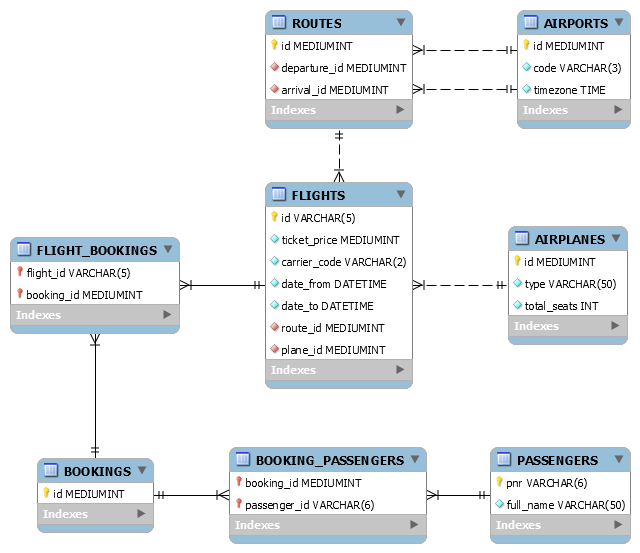 ROUTES
id MEDIUMINT
departure_id MEDIUMINT
arrival_id MEDIUMINT
Indexes
AIRPORTS
id MEDIUMINT
code VARCHAR(3)
timezone TIME
Indexes
FLIGHTS
id VARCHAR(5)
ticket_price MEDIUMINT
carrier_code VARCHAR(2)
date_from DATETIME
date_to DATETIME
route_id MEDIUMINT
plane_id MEDIUMINT
Indexes
FLIGHT_BOOKINGS
flight_id VARCHAR(5)
booking_id MEDIUMINT
Indexes
AIRPLANES
id MEDIUMINT
type VARCHAR(50)
total_seats INT
Indexes
BOOKINGS
id MEDIUMINT
Indexes
BOOKING_PASSENGERS
booking_id MEDIUMINT
passenger_id VARCHAR(6)
Indexes
PASSENGERS
pnr VARCHAR(6)
full_name VARCHAR(50)
Indexes